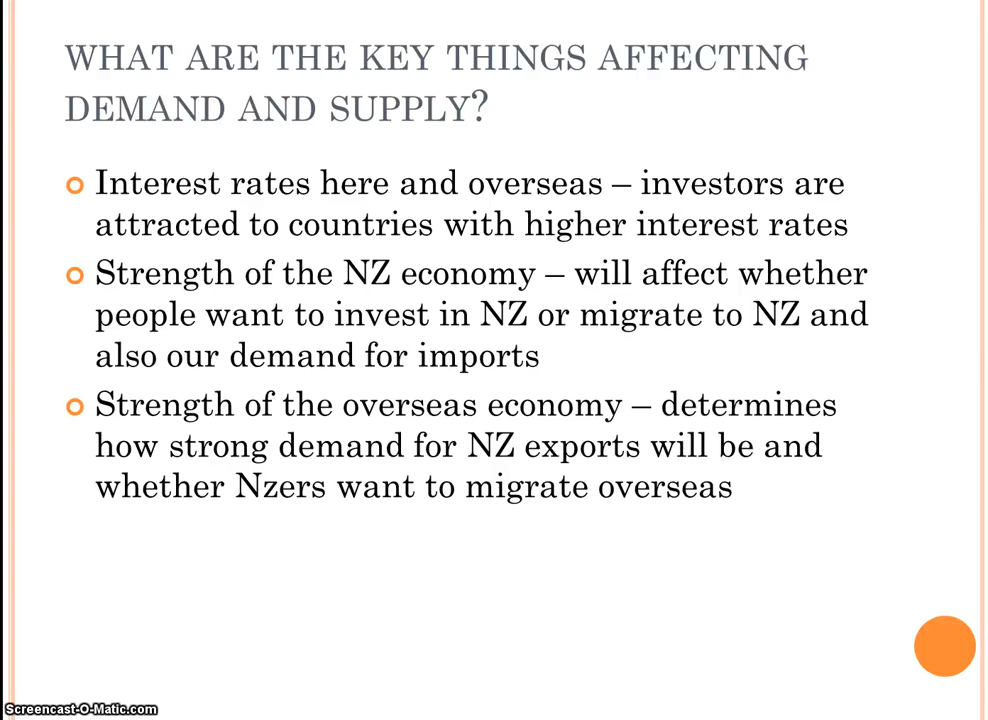 WHAT ARE THE KEY THINGS AFFECTING
DEMAND AND SUPPLY?
Interest rates here and overseas – investors are
attracted to countries with higher interest rates
Strength of the NZ economy – will affect whether
people want to invest in NZ or migrate to NZ and
also our demand for imports
Strength of the overseas economy – determines
how strong demand for NZ exports will be and
whether Nzers want to migrate overseas
Screencast-O-Matic.com